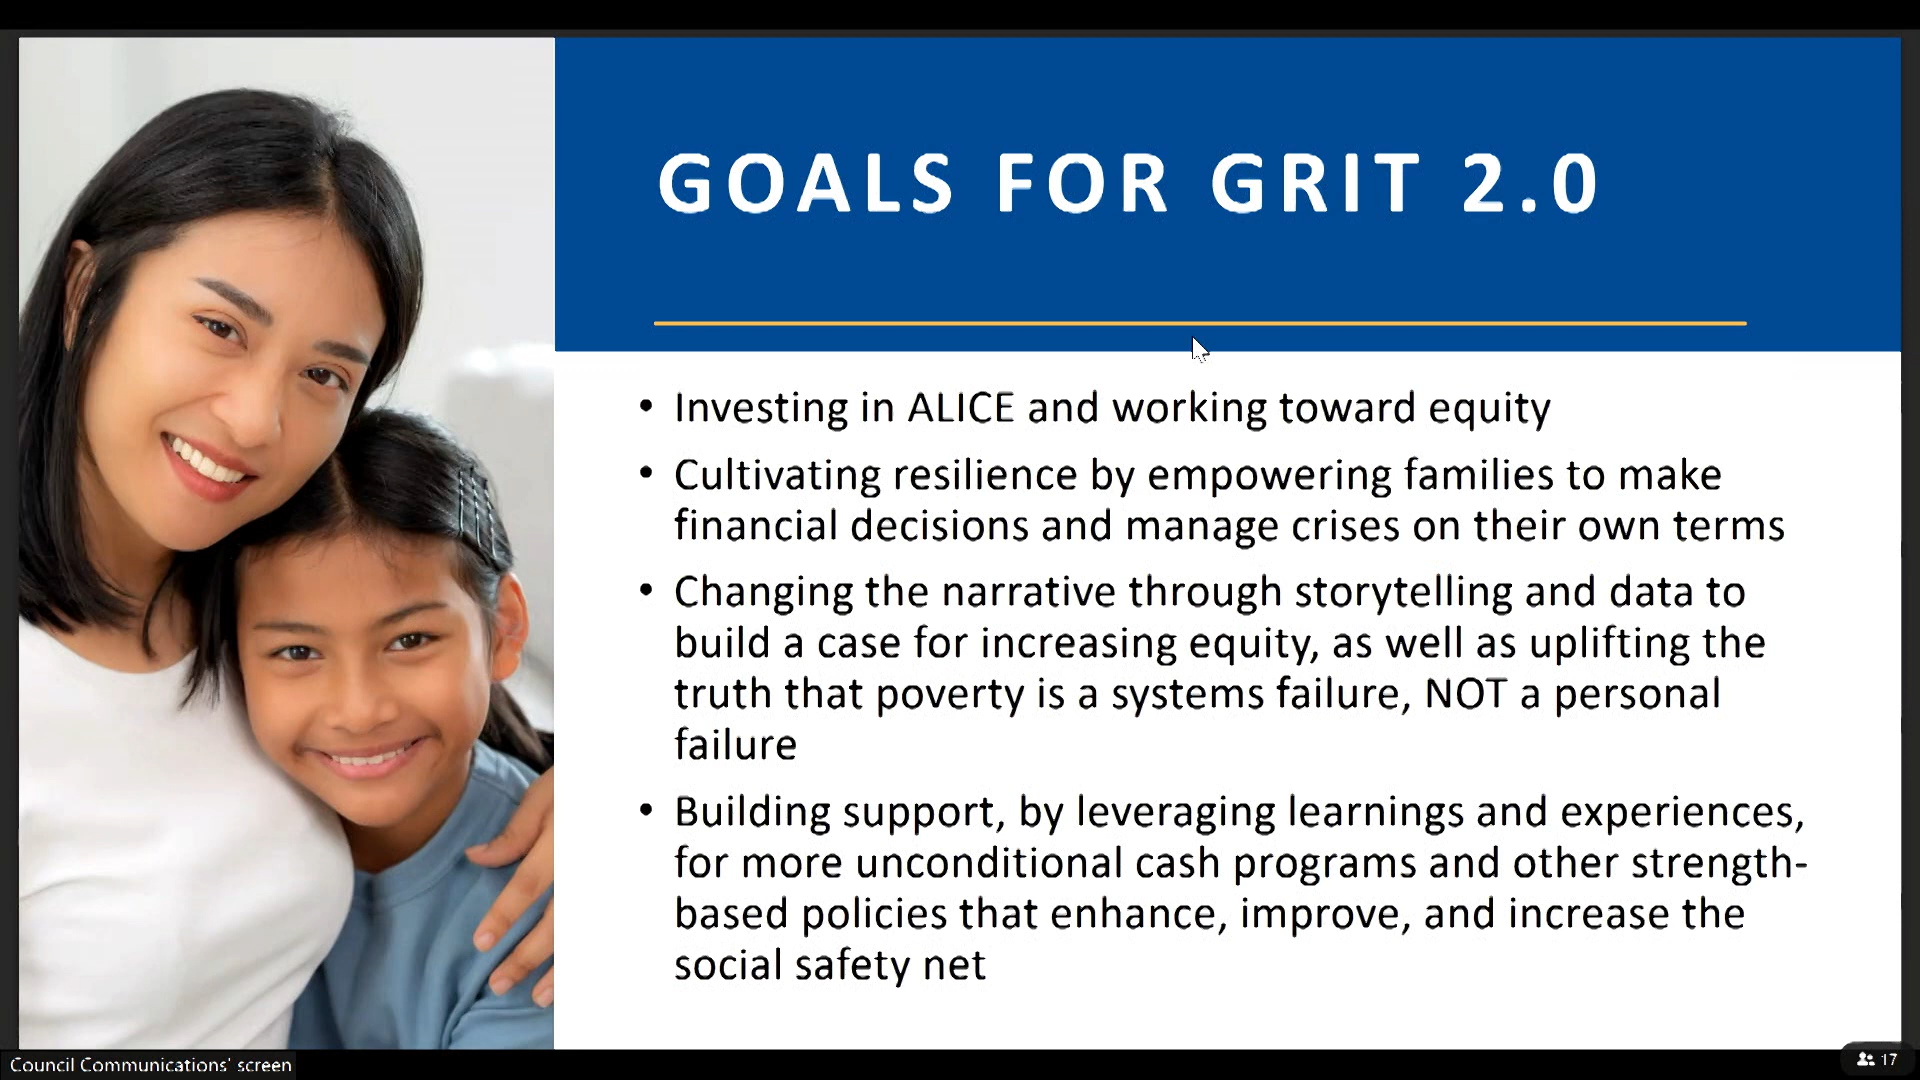 GOALS FOR GRIT 2.0
• Investing in ALICE and working toward equity
• Cultivating resilience by empowering families to make
financial decisions and manage crises on their own terms
• Changing the narrative through storytelling and data to
build a case for increasing equity, as well as uplifting the
truth that poverty is a systems failure, NOT a personal
failure
• Building support, by leveraging learnings and experiences,
for more unconditional cash programs and other strength-
based policies that enhance, improve, and increase the
social safety net
Council Communications' screen
17